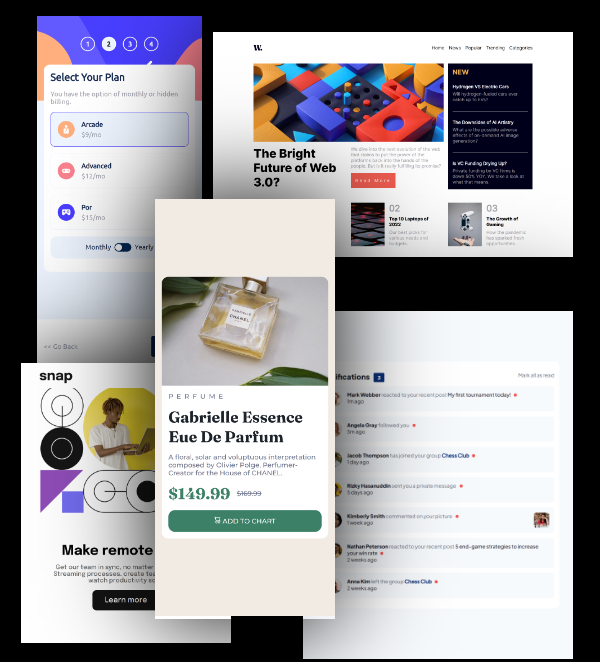 1 2 3 4
Select Your Plan
You have the option of monthly or hidden
billing.
Arcade
$9/mo
Advanced
$12/mo
Por
$15/mo
Monthly Yearly
<< Go Back
W.
Home News Popular Trending Categories
The Bright
Future of Web
3.0?
We dive into the next evolution of the web
that claims to put the power of the
platforms back into the hands of the
people. But is it really fulfilling its promise?
Read More
NEW
Hydrogen VS Electric Cars
Will hydrogen-fueled cars ever
catch up to EVs?
The Downsides of AI Artistry
What are the possible adverse
effects of on-demand AI image
generation?
Is VC Funding Drying Up?
Private funding by VC firms is
down 50% YOY. We take a look at
what that means.
02
Top 10 Laptops of
2022
Our best picks for
various needs and
budgets.
03
The Growth of
Gaming
How the pandemic
has sparked fresh
opportunities.
CHANEL
PERFUME
Gabrielle Essence
Eue De Parfum
A floral, solar and voluptuous interpretation
composed by Olivier Polge, Perfumer-
Creator for the House of CHANEL.
$149.99 $169.99
ADD TO CHART
snap
Make remote
Get our team in sync, no matter
Streaming processes, create tea
watch productivity so
Learn more
ifications 3 Mark all as read
Mark Webber reacted to your recent post My first tournament today!
1m ago
Angela Gray followed you
5m ago
Jacob Thompson has joined your group Chess Club
1 day ago
Rizky Hasanuddin sent you a private message
5 days ago
Kimberly Smith commented on your picture
1 week ago
Nathan Peterson reacted to your recent post 5 end-game strategies to increase
your win rate
2 weeks ago
Anna Kim left the group Chess Club
2 weeks ago